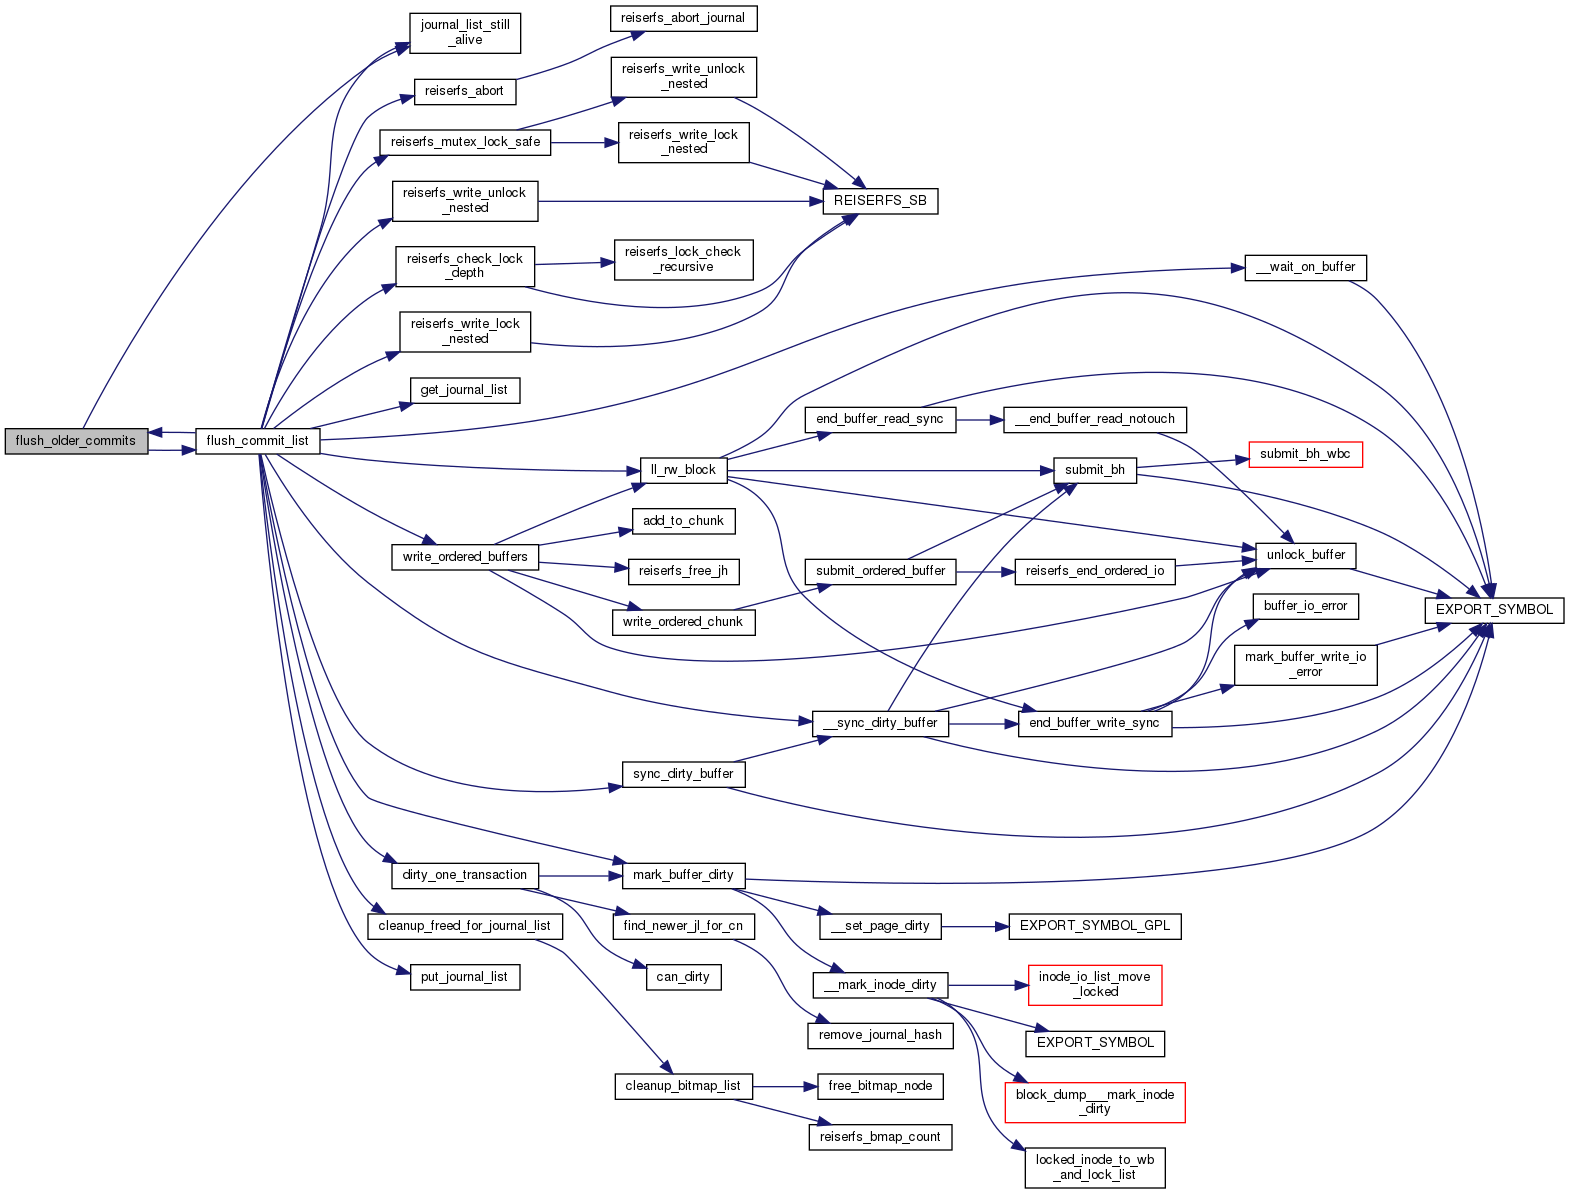 journal_list_still
_alive
reiserfs_abort_journal
reiserfs_abort
reiserfs_write_unlock
_nested
reiserfs_mutex_lock_safe
reiserfs_write_lock
_nested
reiserfs_write_unlock
_nested
REISERFS_SB
reiserfs_check_lock
_depth
reiserfs_lock_check
_recursive
__wait_on_buffer
reiserfs_write_lock
_nested
get_journal_list
flush_older_commits
flush_commit_list
end_buffer_read_sync
__end_buffer_read_notouch
ll_rw_block
submit_bh
submit_bh_wbc
add_to_chunk
write_ordered_buffers
unlock_buffer
reiserfs_free_jh
submit_ordered_buffer
reiserfs_end_ordered_io
write_ordered_chunk
buffer_io_error
EXPORT_SYMBOL
mark_buffer_write_io
_error
__sync_dirty_buffer
end_buffer_write_sync
sync_dirty_buffer
dirty_one_transaction
mark_buffer_dirty
cleanup_freed_for_journal_list
find_newer_jl_for_cn
__set_page_dirty
EXPORT_SYMBOL_GPL
put_journal_list
can_dirty
__mark_inode_dirty
inode_io_list_move
_locked
remove_journal_hash
EXPORT_SYMBOL
cleanup_bitmap_list
free_bitmap_node
block_dump___mark_inode
_dirty
reiserfs_bmap_count
locked_inode_to_wb
_and_lock_list